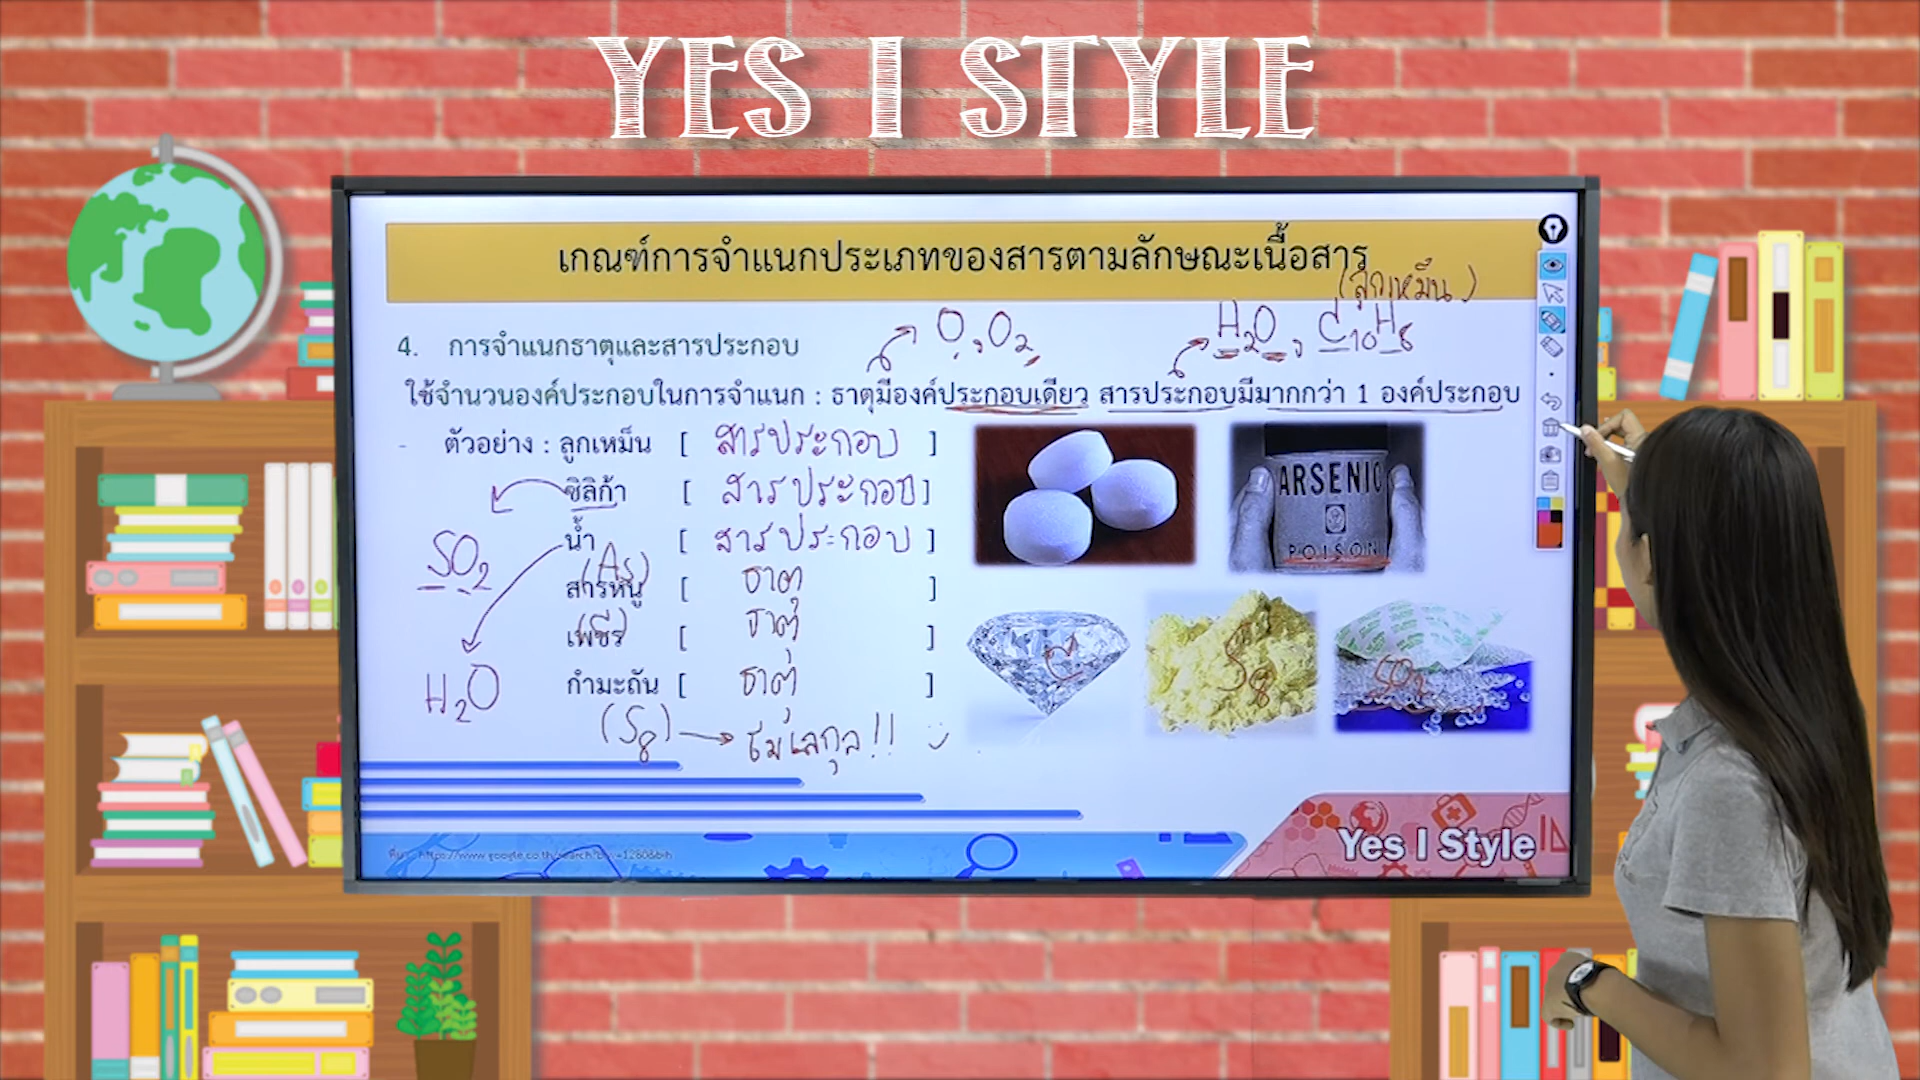 YES I STYLE
เกณฑ์การจำแนกประเภทของสารตามลักษณะเนื้อสาร
(ลูกเหม็น)
O, O2
H2O, C10H8
4. การจำแนกธาตุและสารประกอบ
ใช้จำนวนองค์ประกอบในการจำแนก : ธาตุมีองค์ประกอบเดียว สารประกอบมีมากกว่า 1 องค์ประกอบ
- ตัวอย่าง : ลูกเหม็น [ สารประกอบ ]
ซิลิก้า [ สารประกอบ ]
น้ำ [ สารประกอบ ]
(As)
สารหนู [ ธาตุ ]
เพชร [ ธาตุ ]
กำมะถัน [ ธาตุ ]
(S8) → โมเลกุล!!
SO2
H2O
ARSENIC
POISON
C
S8
SO2
Yes I Style